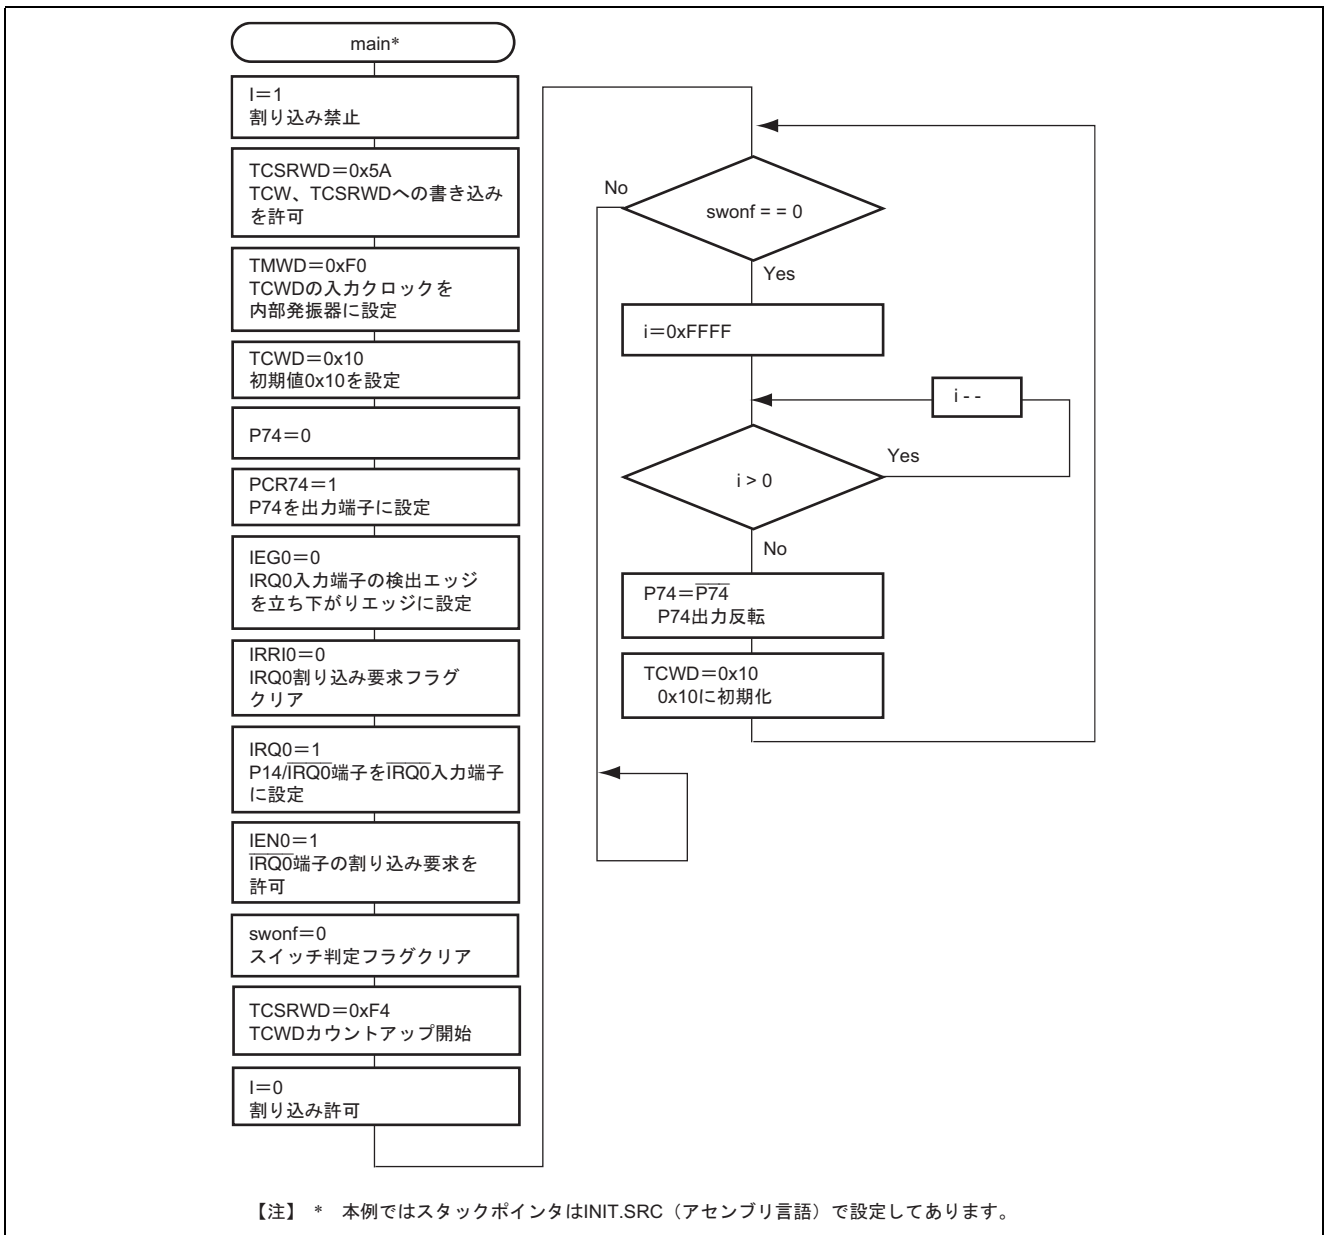 main*
I＝1
割り込み禁止
TCSRWD＝0x5A
TCW、TCSRWDへの書き込み
を許可
TMWD＝0xF0
TCWDの入力クロックを
内部発振器に設定
TCWD＝0x10
初期値0x10を設定
P74＝0
PCR74＝1
P74を出力端子に設定
IEG0＝0
IRQ0入力端子の検出エッジ
を立ち下がりエッジに設定
IRRI0＝0
IRQ0割り込み要求フラグ
クリア
IRQ0＝1
P14/I̅R̅Q̅0̅端子をI̅R̅Q̅0̅入力端子
に設定
IEN0＝1
I̅R̅Q̅0̅端子の割り込み要求を
許可
swonf＝0
スイッチ判定フラグクリア
TCSRWD＝0xF4
TCWDカウントアップ開始
I＝0
割り込み許可
No
swonf = = 0
Yes
i＝0xFFFF
i - -
Yes
i > 0
No
P74＝P̅7̅4̅
P74出力反転
TCWD＝0x10
0x10に初期化
【注】 * 本例ではスタックポインタはINIT.SRC（アセンブリ言語）で設定してあります。